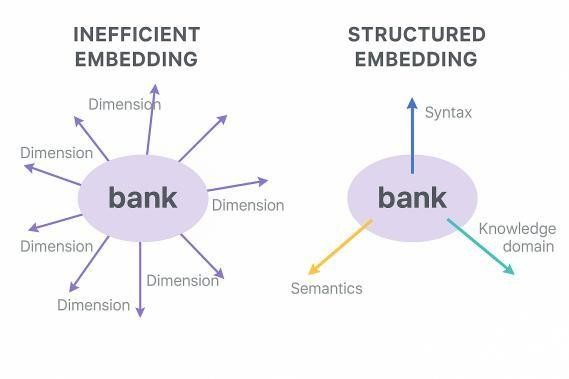 INEFFICIENT
EMBEDDING
Dimension
Dimension
bank
Dimension
Dimension
Dimension
Dimension
STRUCTURED
EMBEDDING
Syntax
bank
Knowledge
domain
Semantics